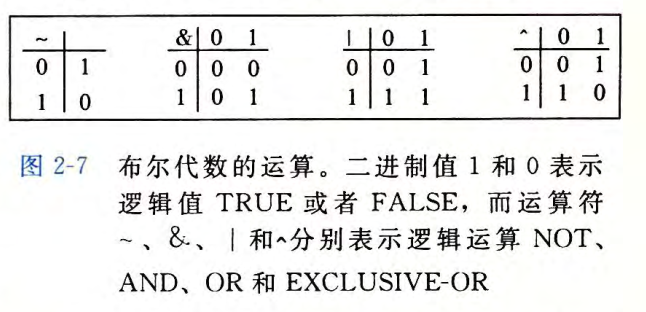 ~ & 0 1 | 0 1 ^ 0 1
0 1 0 0 0 0 0 1 0 0 1
1 0 1 0 1 1 1 1 1 1 0
图 2-7 布尔代数的运算。二进制值 1 和 0 表示
逻辑值 TRUE 或者 FALSE，而运算符
~、&、| 和^分别表示逻辑运算 NOT、
AND、OR 和 EXCLUSIVE-OR